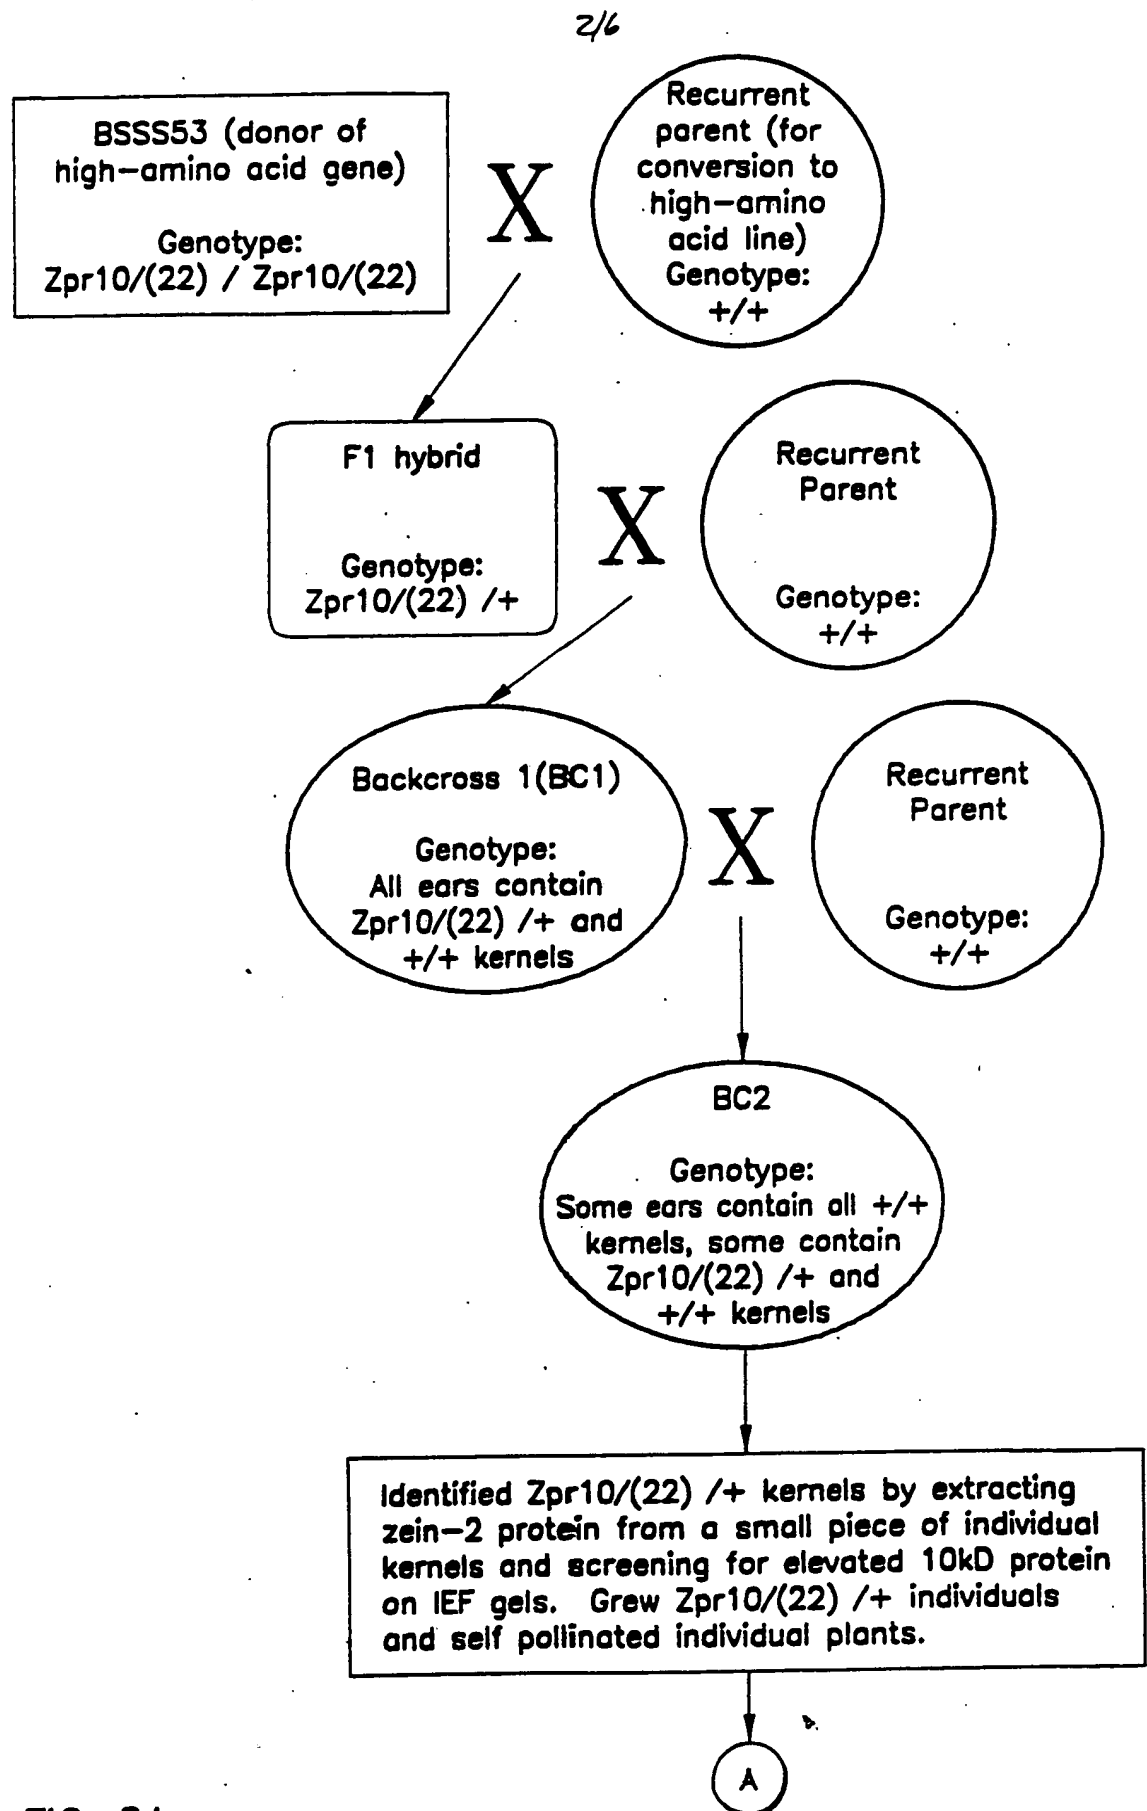 2/6
BSSS53 (donor of
high-amino acid gene)
Genotype:
Zpr10/(22) / Zpr10/(22)
X
Recurrent
parent (for
conversion to
high-amino
acid line)
Genotype:
+/+
F1 hybrid
Genotype:
Zpr10/(22) /+
X
Recurrent
Parent
Genotype:
+/+
Backcross 1(BC1)
Genotype:
All ears contain
Zpr10/(22) /+ and
+/+ kernels
X
Recurrent
Parent
Genotype:
+/+
BC2
Genotype:
Some ears contain all +/+
kernels, some contain
Zpr10/(22) /+ and
+/+ kernels
Identified Zpr10/(22) /+ kernels by extracting
zein-2 protein from a small piece of individual
kernels and screening for elevated 10kD protein
on IEF gels. Grew Zpr10/(22) /+ individuals
and self pollinated individual plants.
A